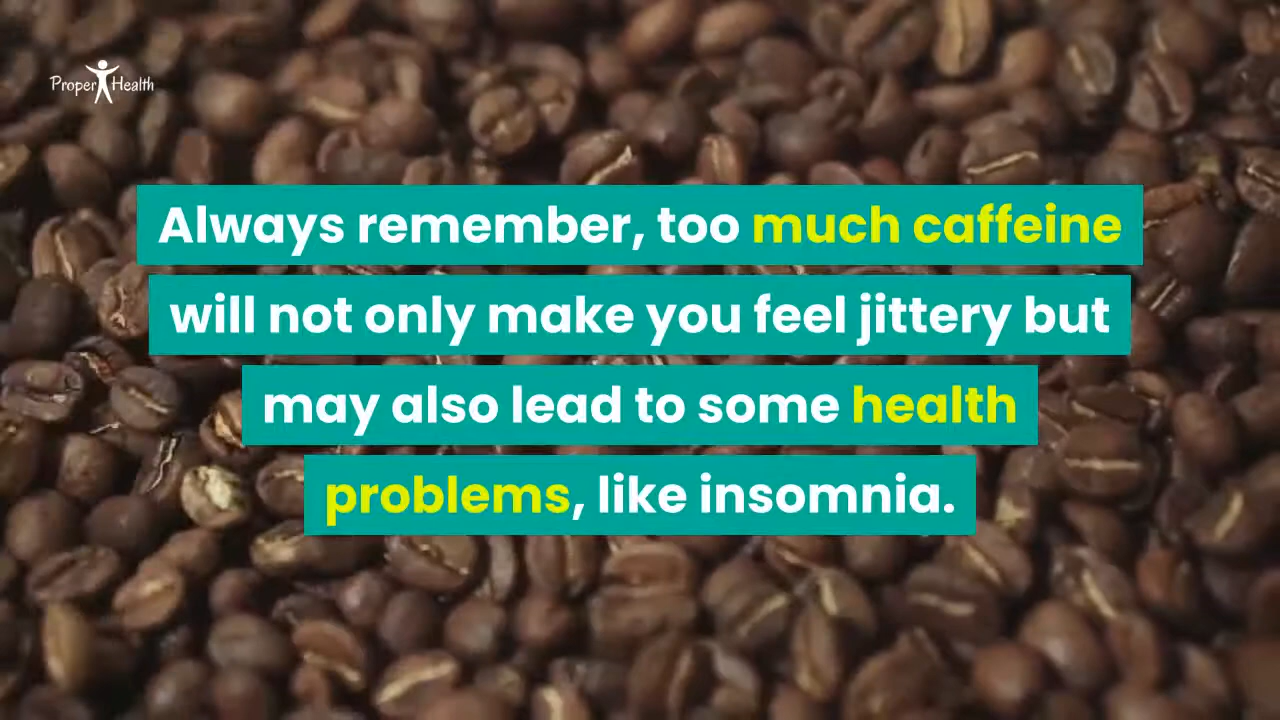 Proper Health
Always remember, too much caffeine
will not only make you feel jittery but
may also lead to some health
problems, like insomnia.